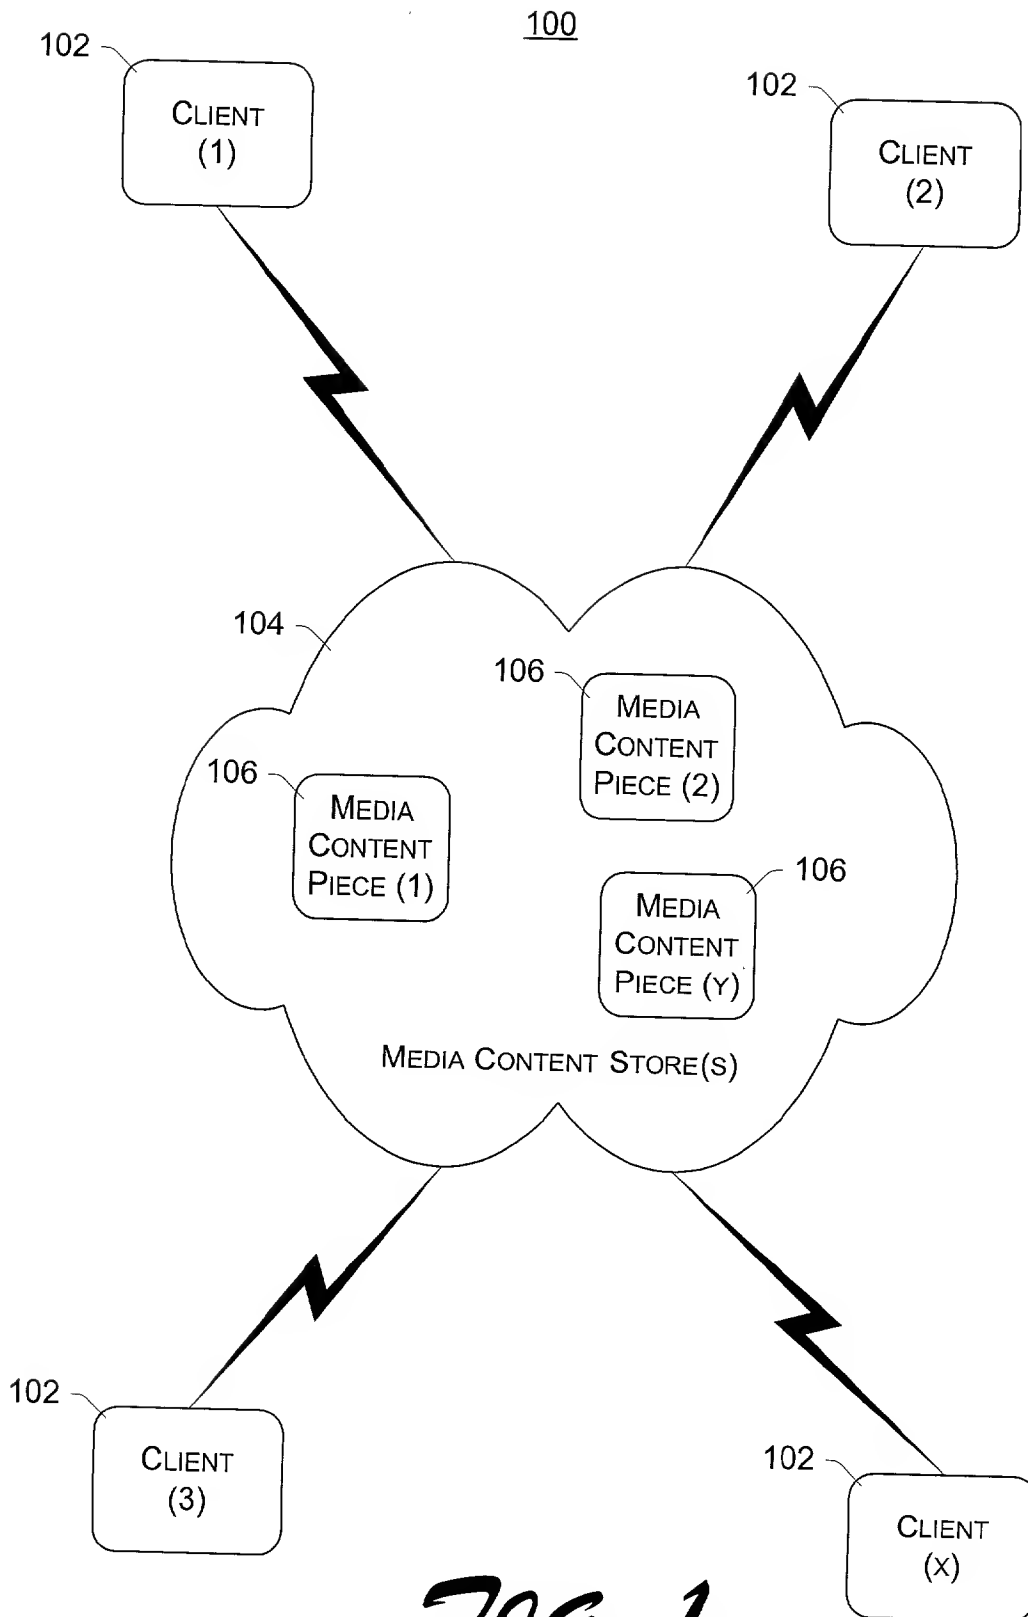 100
102
CLIENT
(1)
102
CLIENT
(2)
104
106
MEDIA
CONTENT
PIECE (2)
106
MEDIA
CONTENT
PIECE (1)
106
MEDIA
CONTENT
PIECE (Y)
MEDIA CONTENT STORE(S)
102
CLIENT
(3)
102
CLIENT
(X)
FIG. 1